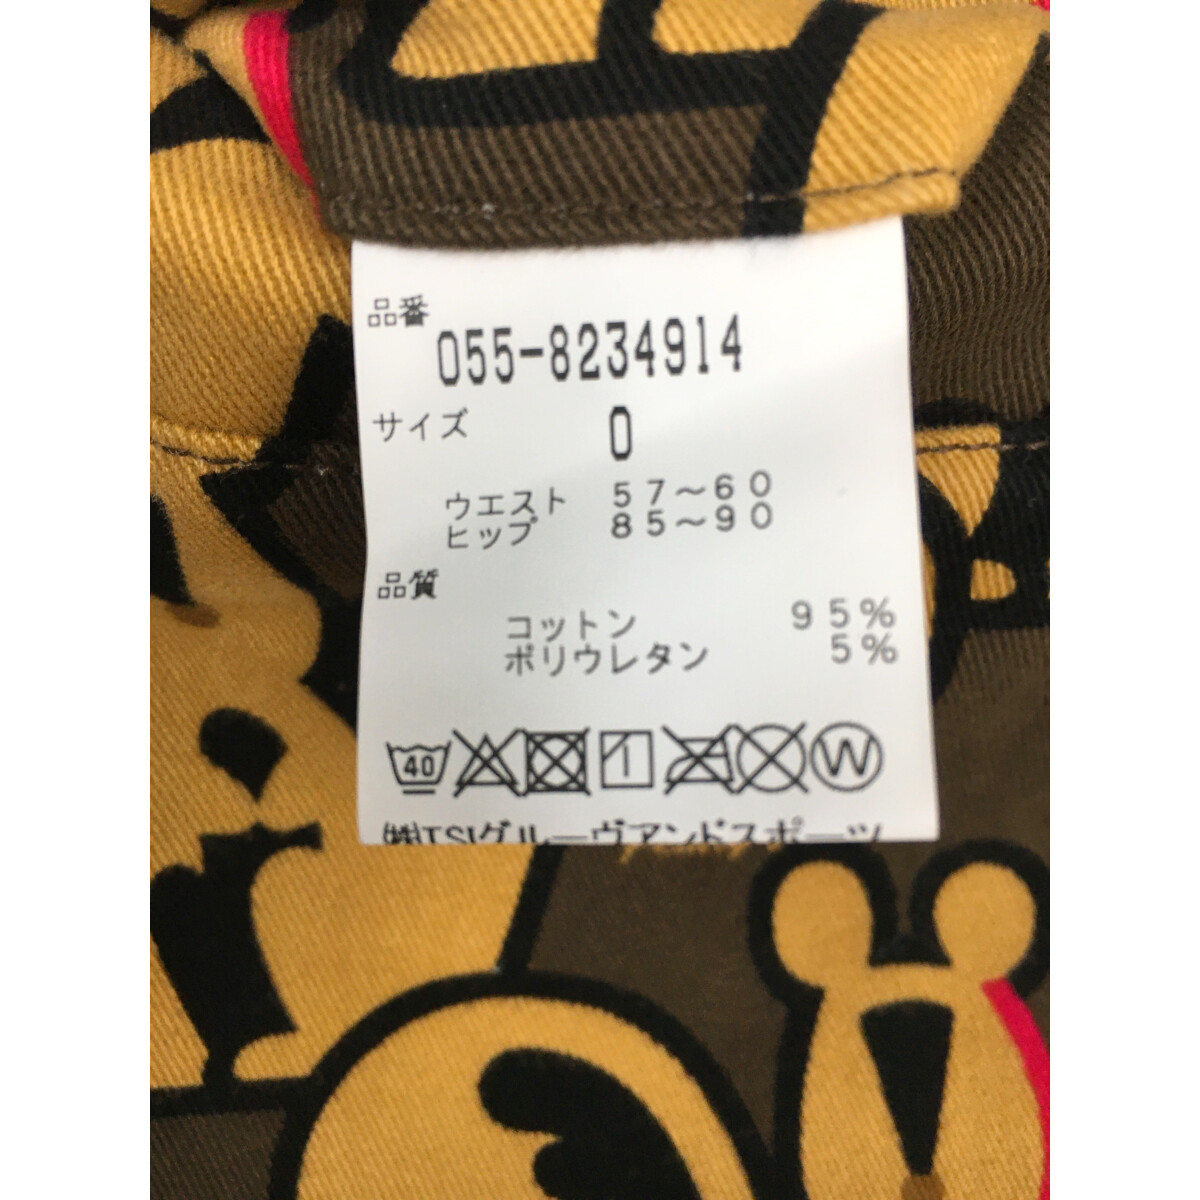 品番
055-8234914
サイズ 0
ウエスト 57～60
ヒップ 85～90
品質
コットン 95%
ポリウレタン 5%
40 W
㈱TSIグルーヴアンドスポーツ